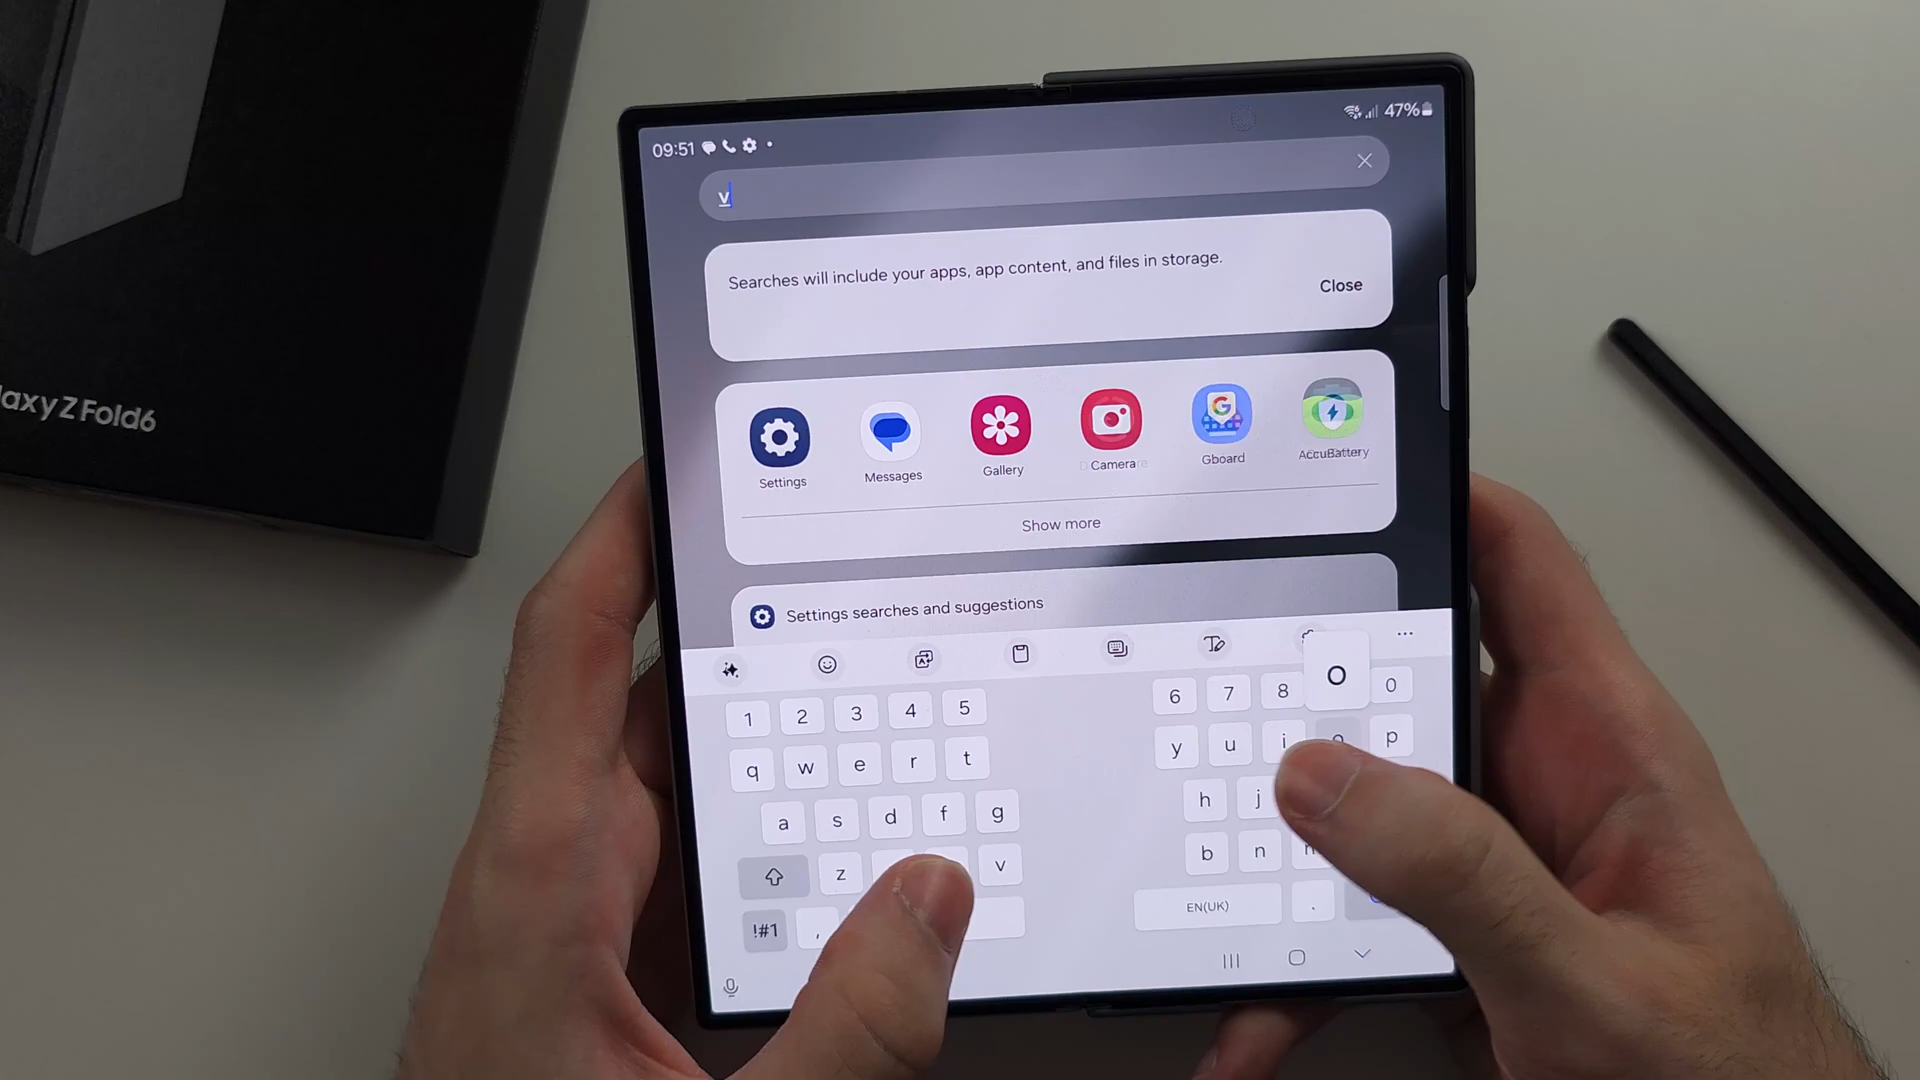 09:51
47%
v
Searches will include your apps, app content, and files in storage.
Close
Settings Messages Gallery Camera Gboard AccuBattery
Show more
Settings searches and suggestions
o
1 2 3 4 5 6 7 8 0
q w e r t y u i o p
a s d f g h j
z v b n
!#1 , EN(UK) .
laxy Z Fold6